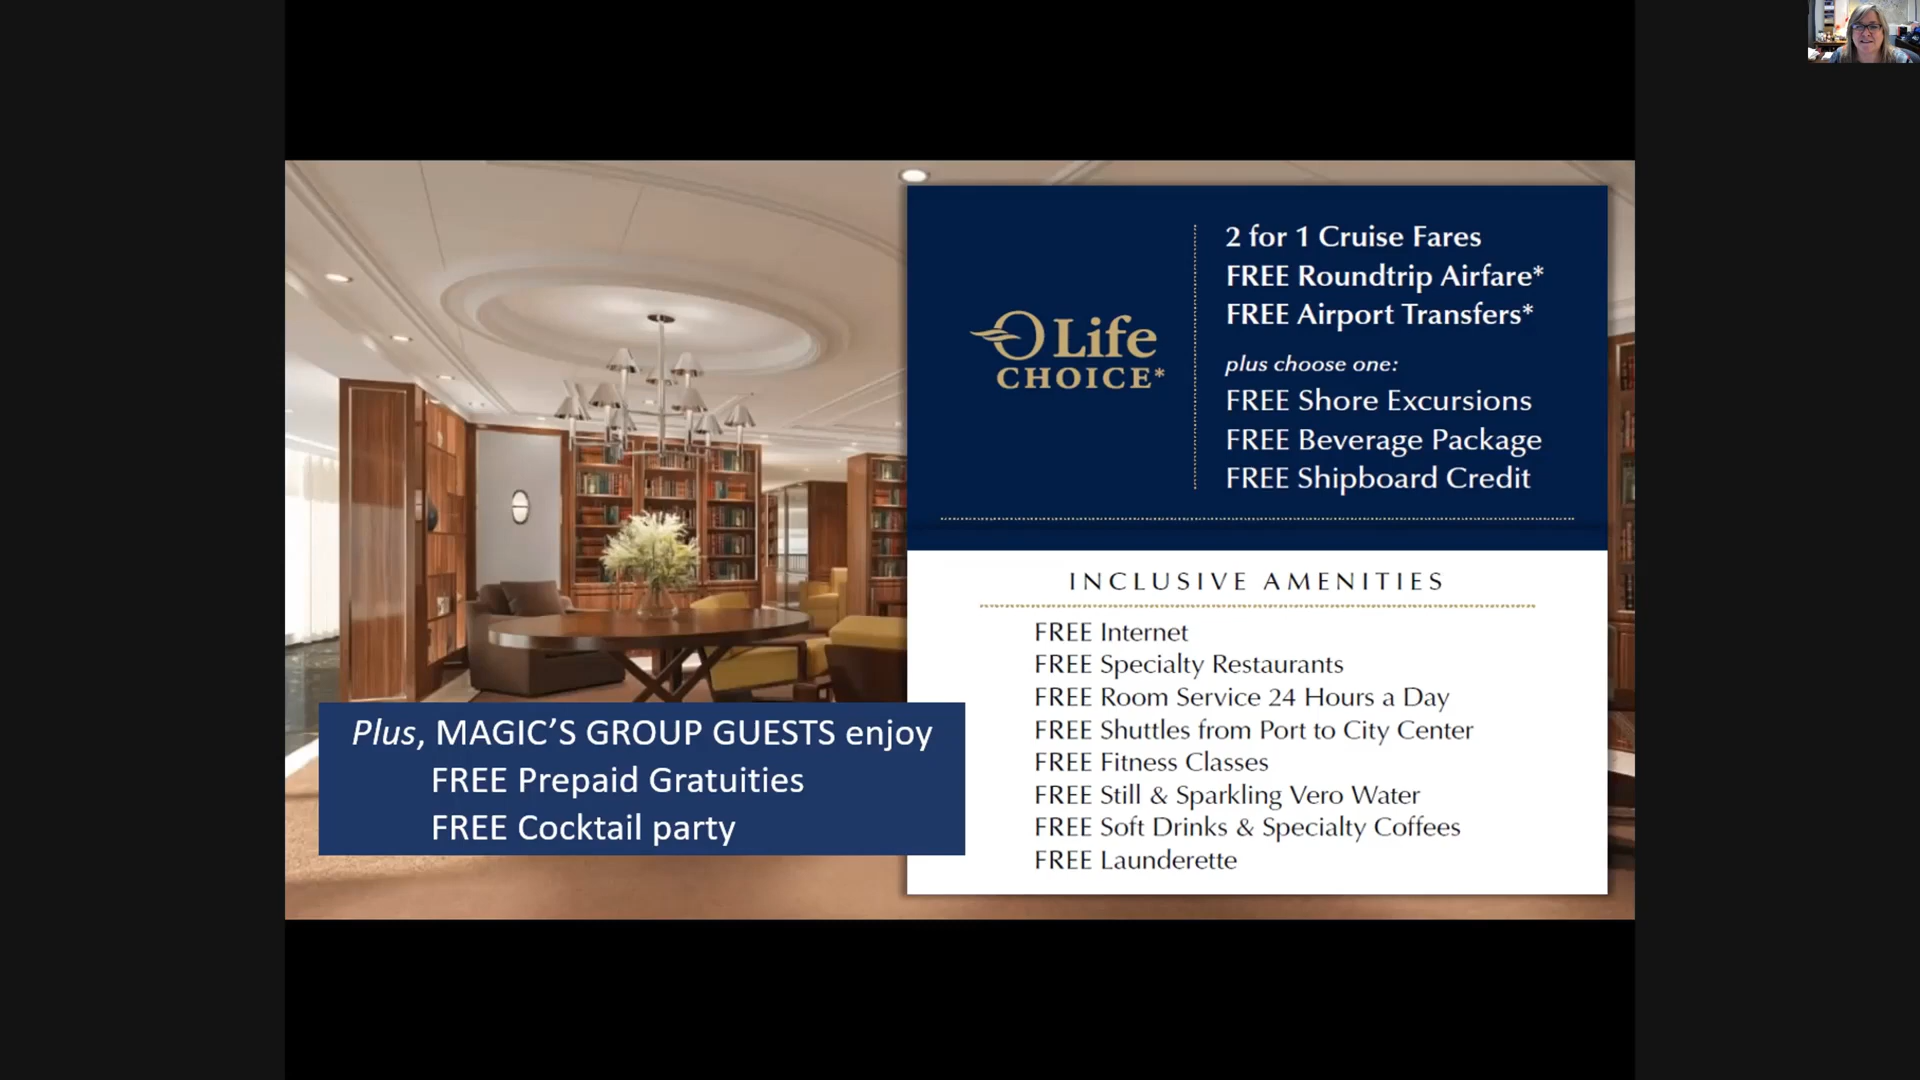 O Life
CHOICE*
2 for 1 Cruise Fares
FREE Roundtrip Airfare*
FREE Airport Transfers*
plus choose one:
FREE Shore Excursions
FREE Beverage Package
FREE Shipboard Credit
INCLUSIVE AMENITIES
FREE Internet
FREE Specialty Restaurants
FREE Room Service 24 Hours a Day
FREE Shuttles from Port to City Center
FREE Fitness Classes
FREE Still & Sparkling Vero Water
FREE Soft Drinks & Specialty Coffees
FREE Launderette
Plus, MAGIC’S GROUP GUESTS enjoy
FREE Prepaid Gratuities
FREE Cocktail party